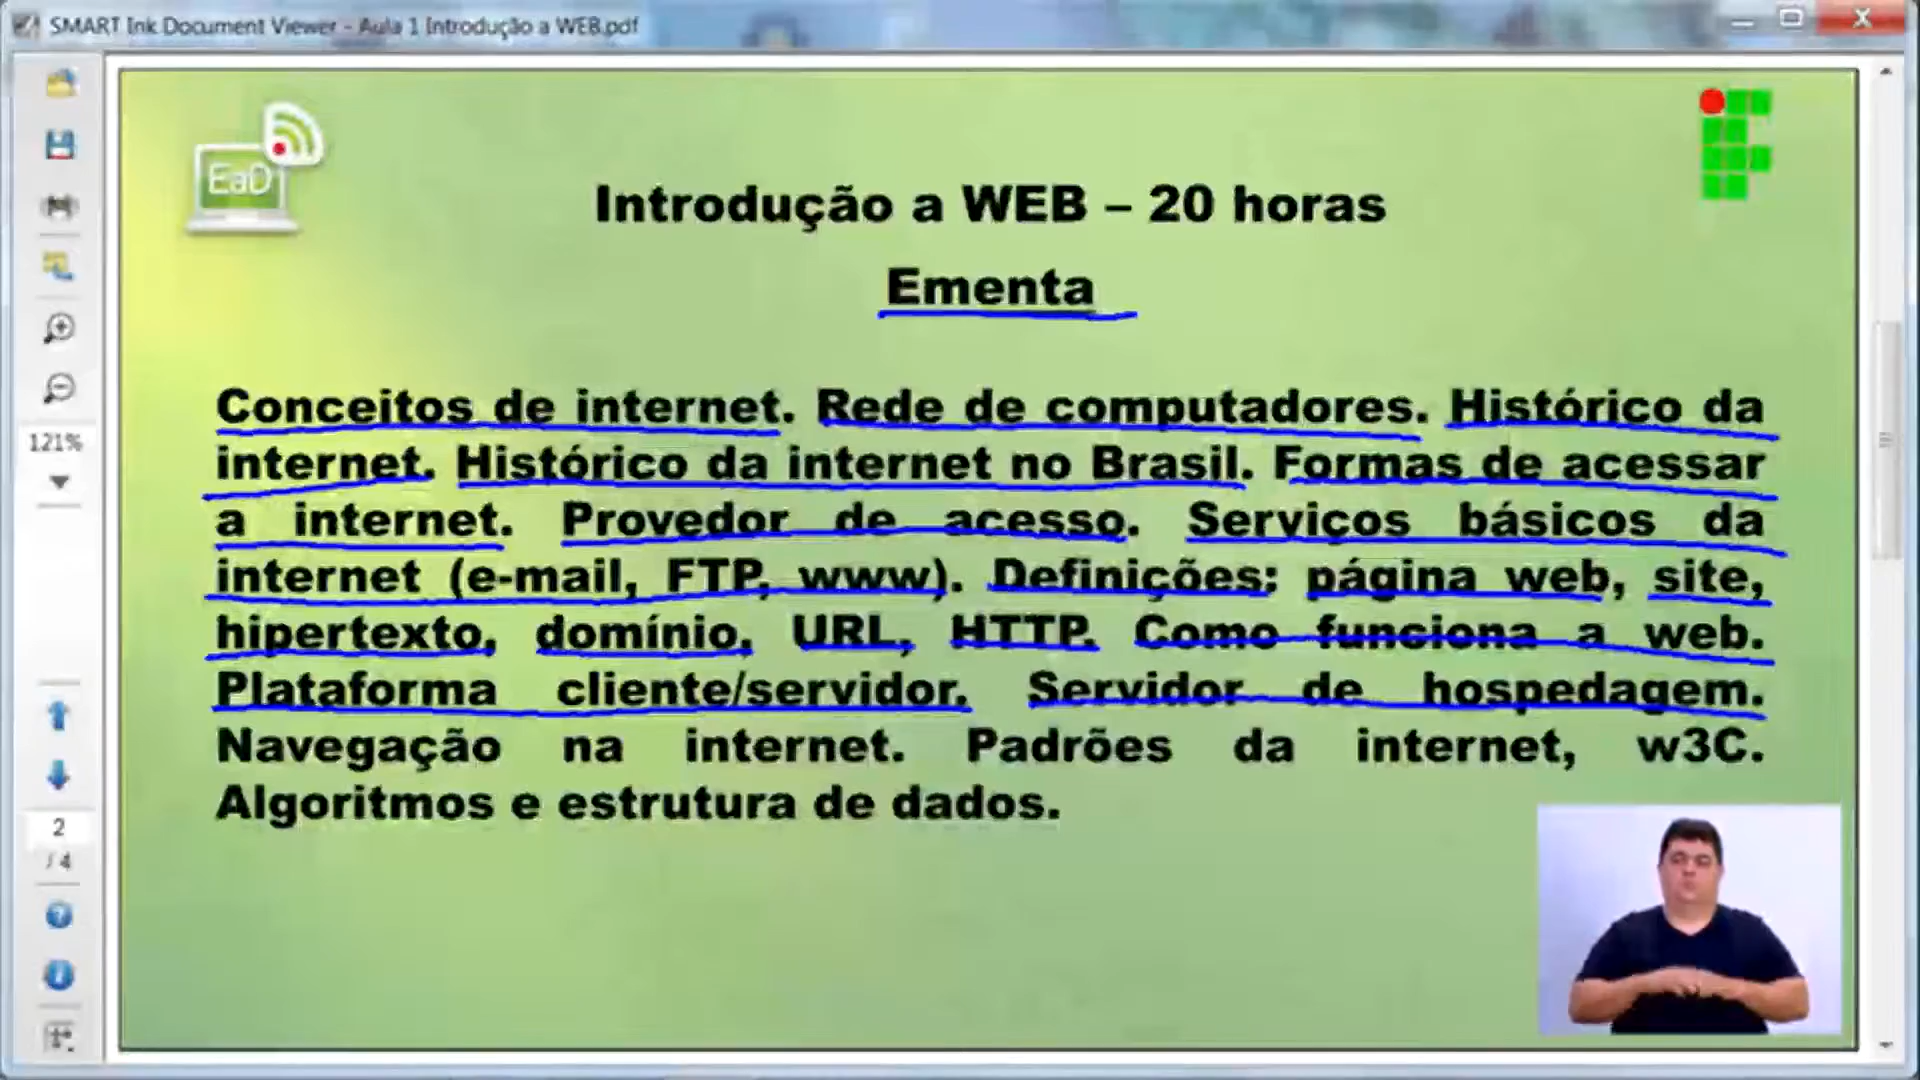 SMART Ink Document Viewer - Aula 1 Introdução a WEB.pdf
EaD
Introdução a WEB – 20 horas
Ementa
Conceitos de internet. Rede de computadores. Histórico da
internet. Histórico da internet no Brasil. Formas de acessar
a internet. Provedor de acesso. Serviços básicos da
internet (e-mail, FTP, www). Definições: página web, site,
hipertexto, domínio, URL, HTTP. Como funciona a web.
Plataforma cliente/servidor. Servidor de hospedagem.
Navegação na internet. Padrões da internet, w3C.
Algoritmos e estrutura de dados.
121%
2
/ 4